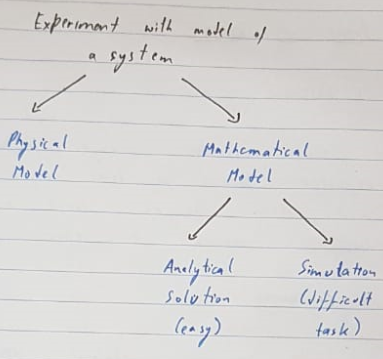 Experiment with model of
a system
Physical
Model
Mathematical
Model
Analytical
Solution
(easy)
Simulation
(difficult
task)